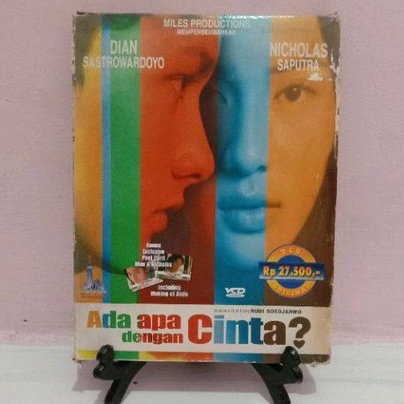 MILES PRODUCTIONS
MEMPERSEMBAHKAN
DIAN
SASTROWARDOYO
NICHOLAS
SAPUTRA
Bonus
Exclusive
Post Card
Dian & Nicholas
Includes
Making of Aadc
VCD
VCD
Rp 27.500,-
ORIGINAL
RUDI SOEDJARWO
Ada apa
dengan
Cinta?